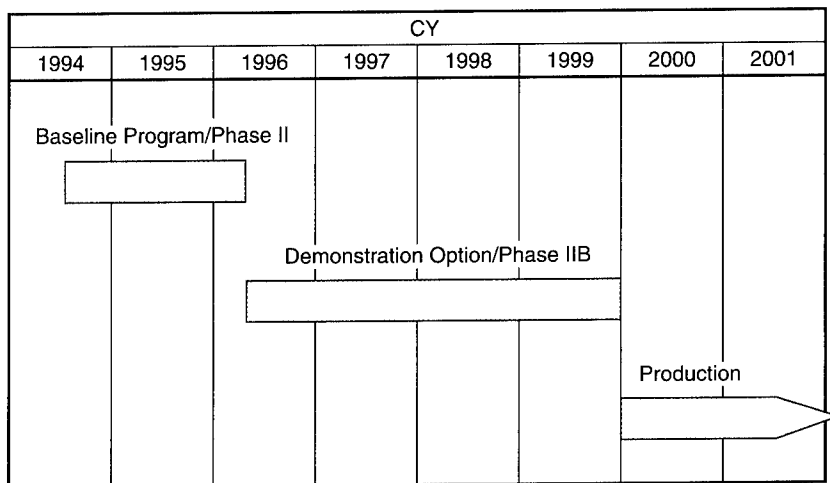 CY
1994 1995 1996 1997 1998 1999 2000 2001
Baseline Program/Phase II
Demonstration Option/Phase IIB
Production